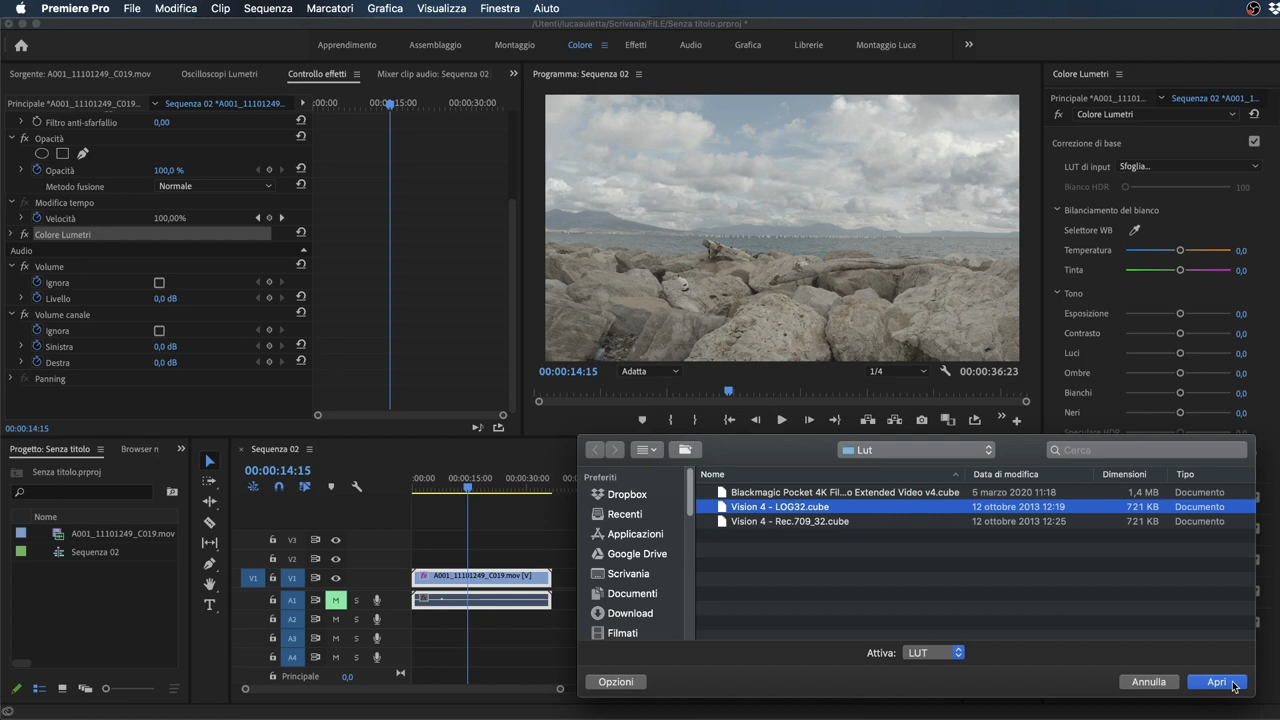 Premiere Pro File Modifica Clip Sequenza Marcatori Grafica Visualizza Finestra Aiuto
/Utenti/lucaauletta/Scrivania/FILE/Senza titolo.prproj *
Apprendimento Assemblaggio Montaggio Colore Effetti Audio Grafica Librerie Montaggio Luca
Sorgente: A001_11101249_C019.mov Oscilloscopi Lumetri Controllo effetti Mixer clip audio: Sequenza 02
Principale *A001_11101249_C019... Sequenza 02 *A001_11101249... :00:00 00:00:15:00 00:00:30:00
Filtro anti-sfarfallio 0,00
Opacità
Opacità 100,0 %
Metodo fusione Normale
Modifica tempo
Velocità 100,00%
Colore Lumetri
Audio
Volume
Ignora
Livello 0,0 dB
Volume canale
Ignora
Sinistra 0,0 dB
Destra 0,0 dB
Panning
00:00:14:15
Programma: Sequenza 02
00:00:14:15 Adatta 1/4 00:00:36:23
Colore Lumetri
Principale *A001_11101... Sequenza 02 *A001_1...
fx Colore Lumetri
Correzione di base
LUT di input Sfoglia...
Bianco HDR 100
Bilanciamento del bianco
Selettore WB
Temperatura 0,0
Tinta 0,0
Tono
Esposizione 0,0
Contrasto 0,0
Luci 0,0
Ombre 0,0
Bianchi 0,0
Neri 0,0
Progetto: Senza titolo Browser n
Senza titolo.prproj
Nome
A001_11101249_C019.mov
Sequenza 02
Sequenza 02
00:00:14:15
:00:00 00:00:15:00 00:00:30:00
V3
V2
V1 V1 A001_11101249_C019.mov [V]
A1 M S
A2 M S
A3 M S
A4 M S
Principale 0,0
Lut
Cerca
Preferiti
Dropbox
Recenti
Applicazioni
Google Drive
Scrivania
Documenti
Download
Filmati
Nome Data di modifica Dimensioni Tipo
Blackmagic Pocket 4K Fil...o Extended Video v4.cube 5 marzo 2020 11:18 1,4 MB Documento
Vision 4 - LOG32.cube 12 ottobre 2013 12:19 721 KB Documento
Vision 4 - Rec.709_32.cube 12 ottobre 2013 12:25 721 KB Documento
Attiva: LUT
Opzioni Annulla Apri